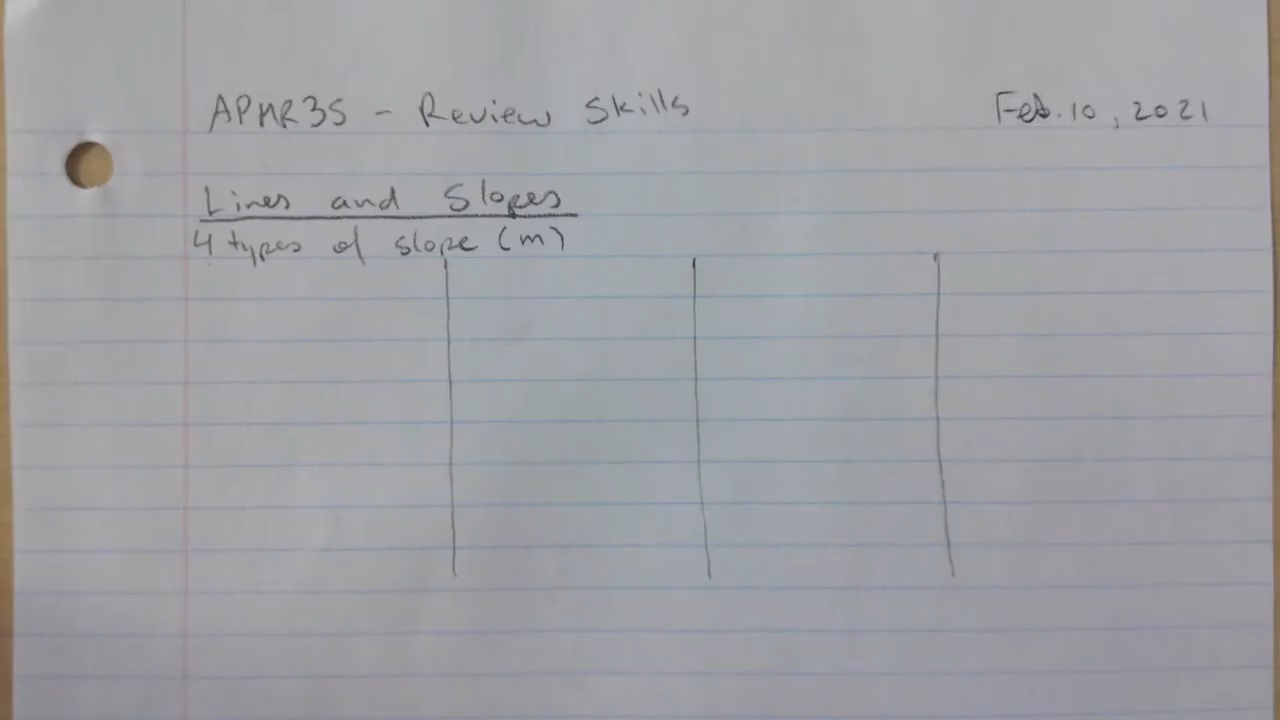 APMR3S - Review Skills
Feb. 10, 2021
Lines and Slopes
4 types of slope (m)